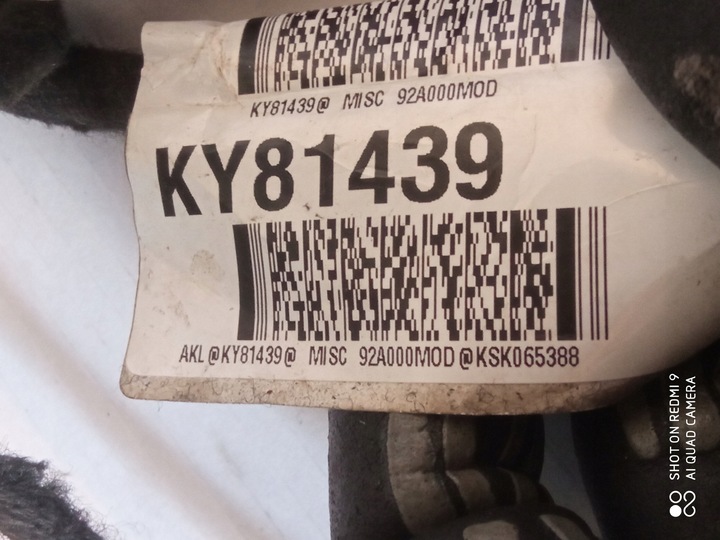 KY81439@ MISC 92A000MOD
KY81439
AKL@KY81439@ MISC 92A000MOD@KSK065388
SHOT ON REDMI 9
AI QUAD CAMERA